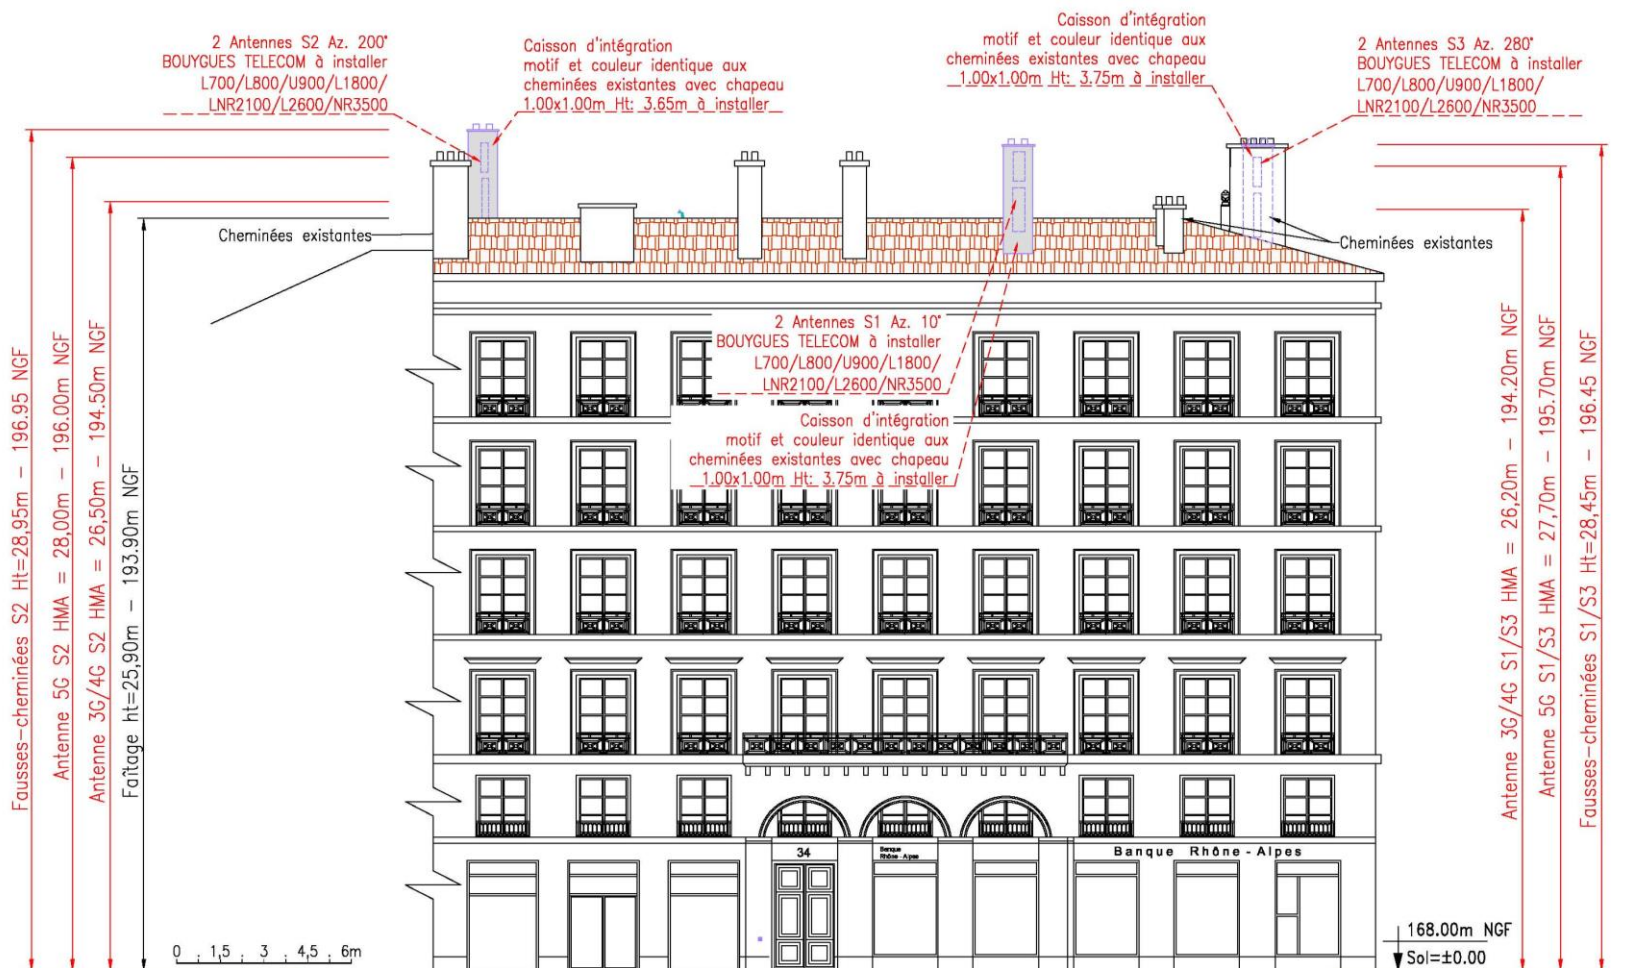 2 Antennes S2 Az. 200°
BOUYGUES TELECOM à installer
L700/L800/U900/L1800/
LNR2100/L2600/NR3500
Caisson d'intégration
motif et couleur identique aux
cheminées existantes avec chapeau
1.00x1.00m Ht: 3.65m à installer
Caisson d'intégration
motif et couleur identique aux
cheminées existantes avec chapeau
1.00x1.00m Ht: 3.75m à installer
2 Antennes S3 Az. 280°
BOUYGUES TELECOM à installer
L700/L800/U900/L1800/
LNR2100/L2600/NR3500
Cheminées existantes
Cheminées existantes
2 Antennes S1 Az. 10°
BOUYGUES TELECOM à installer
L700/L800/U900/L1800/
LNR2100/L2600/NR3500
Caisson d'intégration
motif et couleur identique aux
cheminées existantes avec chapeau
1.00x1.00m Ht: 3.75m à installer
Fausses-cheminées S2 Ht=28,95m - 196.95 NGF
Antenne 5G S2 HMA = 28,00m - 196.00m NGF
Antenne 3G/4G S2 HMA = 26,50m - 194.50m NGF
Faîtage ht=25,90m - 193.90m NGF
Antenne 3G/4G S1/S3 HMA = 26,20m - 194.20m NGF
Antenne 5G S1/S3 HMA = 27,70m - 195.70m NGF
Fausses-cheminées S1/S3 Ht=28,45m - 196.45 NGF
34
Banque
Rhône - Alpes
Banque Rhône - Alpes
0 1,5 3 4,5 6m
168.00m NGF
Sol=±0.00